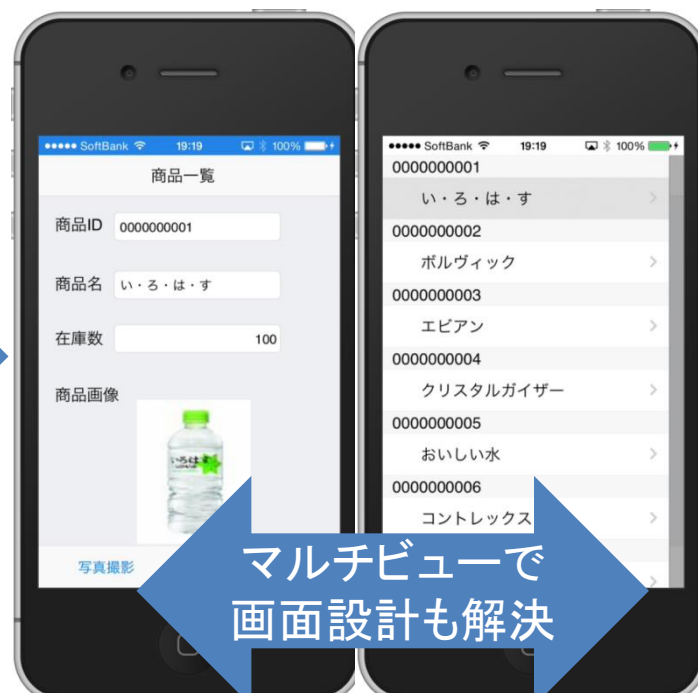 ●●●●● SoftBank 19:19 100%
商品一覧
商品ID 0000000001
商品名 い・ろ・は・す
在庫数 100
商品画像
いろはす
写真撮影
●●●●● SoftBank 19:19 100%
0000000001
い・ろ・は・す
0000000002
ボルヴィック
0000000003
エビアン
0000000004
クリスタルガイザー
0000000005
おいしい水
0000000006
コントレックス
マルチビューで
画面設計も解決